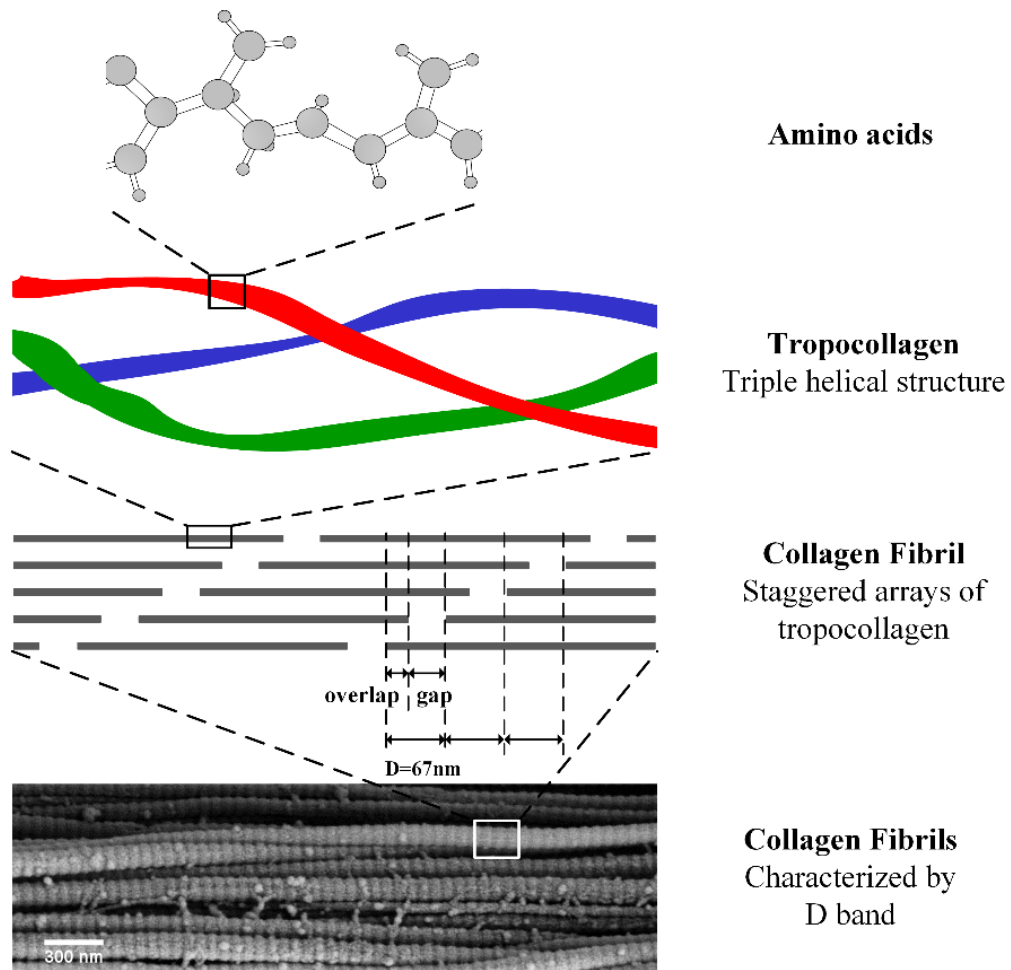 Amino acids
Tropocollagen
Triple helical structure
Collagen Fibril
Staggered arrays of
tropocollagen
overlap
gap
D=67nm
Collagen Fibrils
Characterized by
D band
300 nm